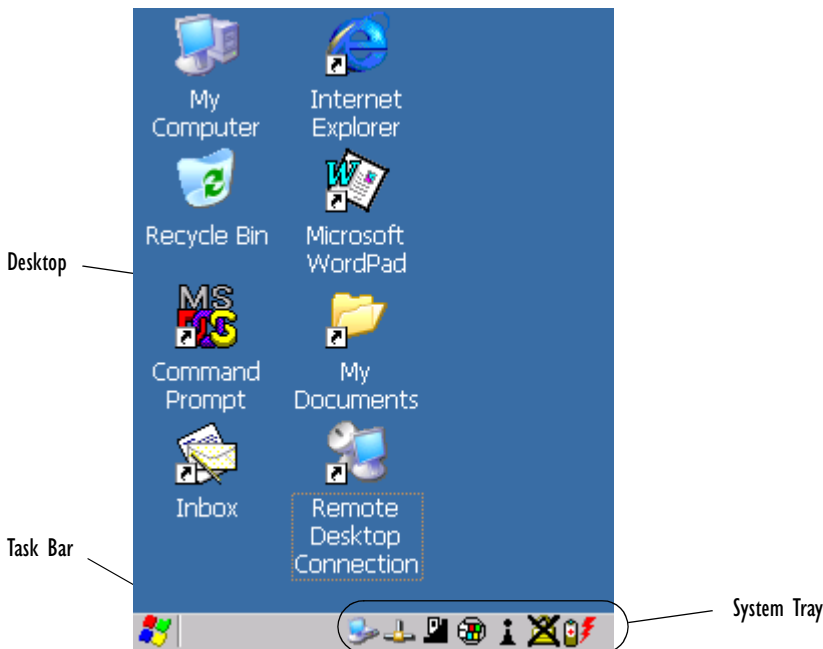 My
Computer
Internet
Explorer
Recycle Bin
Microsoft
WordPad
Desktop
MS
DOS
Command
Prompt
My
Documents
W
Inbox
Remote
Desktop
Connection
Task Bar
System Tray